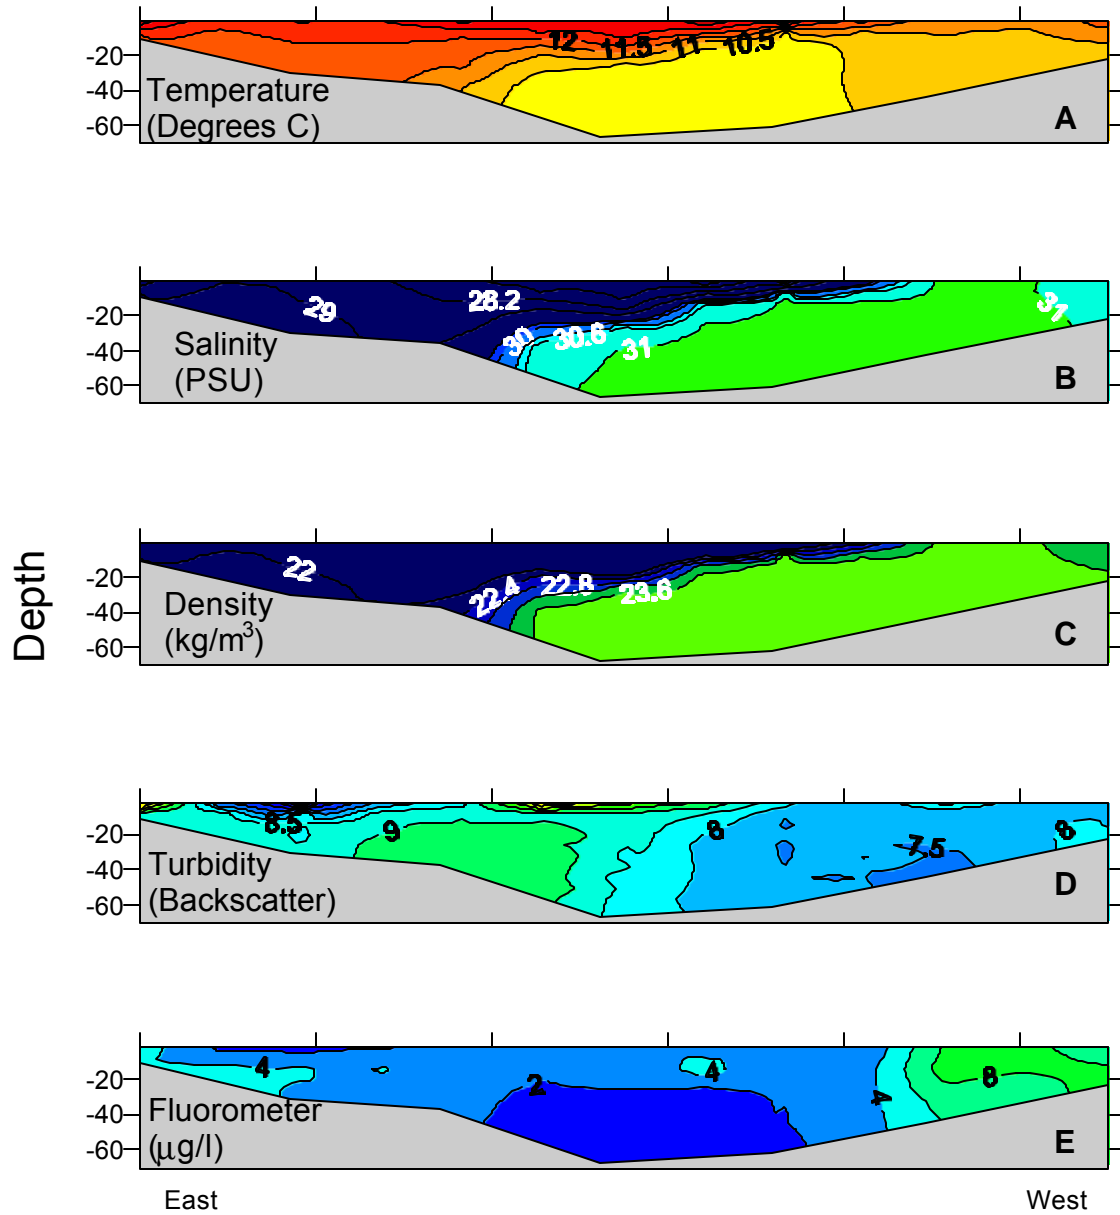 12 11.5 11 10.5
-20
-40
-60
Temperature
(Degrees C)
A
29 28.2 31
-20
30 30.6 31
-40
-60
Salinity
(PSU)
B
Depth
22 22.4 22.8 23.6
-20
-40
-60
Density
(kg/m³)
C
8.5 9 8 7.5 8
-20
-40
-60
Turbidity
(Backscatter)
D
4 2 4 4 8
-20
-40
-60
Fluorometer
(μg/l)
E
East West